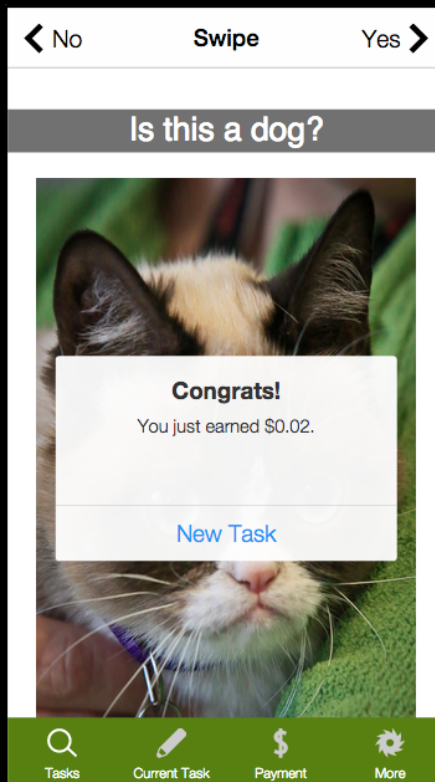 No
Swipe
Yes
Is this a dog?
Congrats!
You just earned $0.02.
New Task
Tasks
Current Task
Payment
More